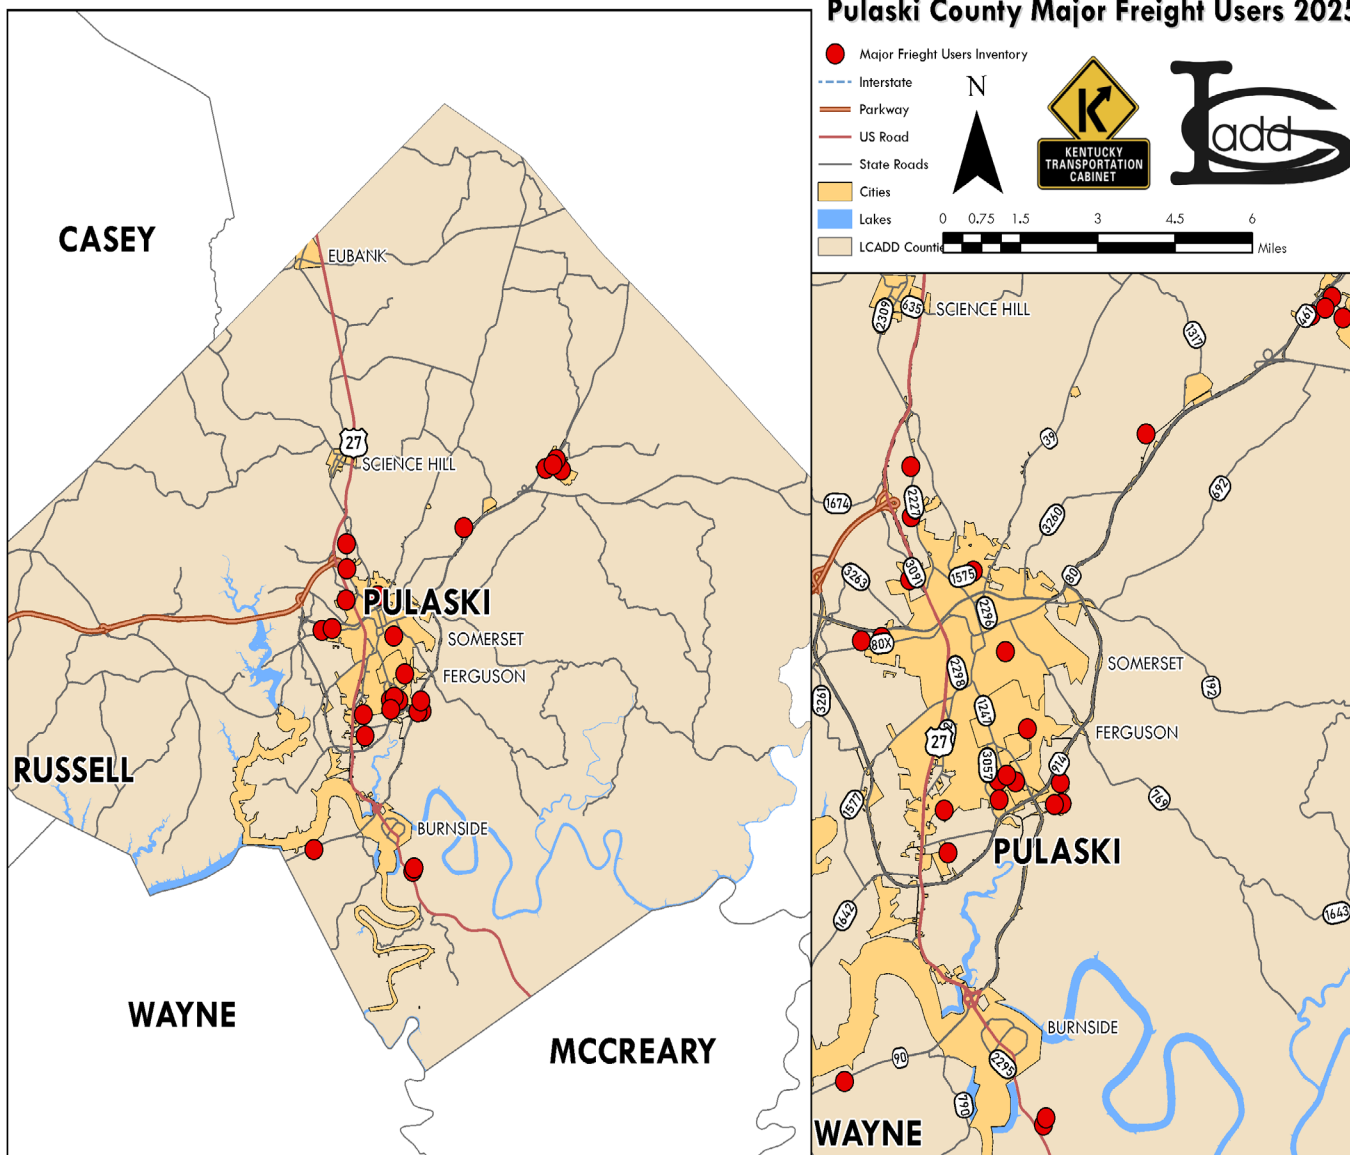 Pulaski County Major Freight Users 2025
Major Frieght Users Inventory
Interstate
Parkway
US Road
State Roads
Cities
Lakes
LCADD Countie
N
KENTUCKY
TRANSPORTATION
CABINET
L
C
add
0 0.75 1.5 3 4.5 6
Miles
CASEY
EUBANK
27
SCIENCE HILL
PULASKI
SOMERSET
FERGUSON
RUSSELL
BURNSIDE
WAYNE
MCCREARY
2309
635
SCIENCE HILL
461
1317
39
1674
2227
692
3260
3263
3091
1575
80
2296
80X
SOMERSET
2298
192
3261
1247
27
FERGUSON
3057
914
1577
769
PULASKI
1642
1643
BURNSIDE
90
2295
790
WAYNE